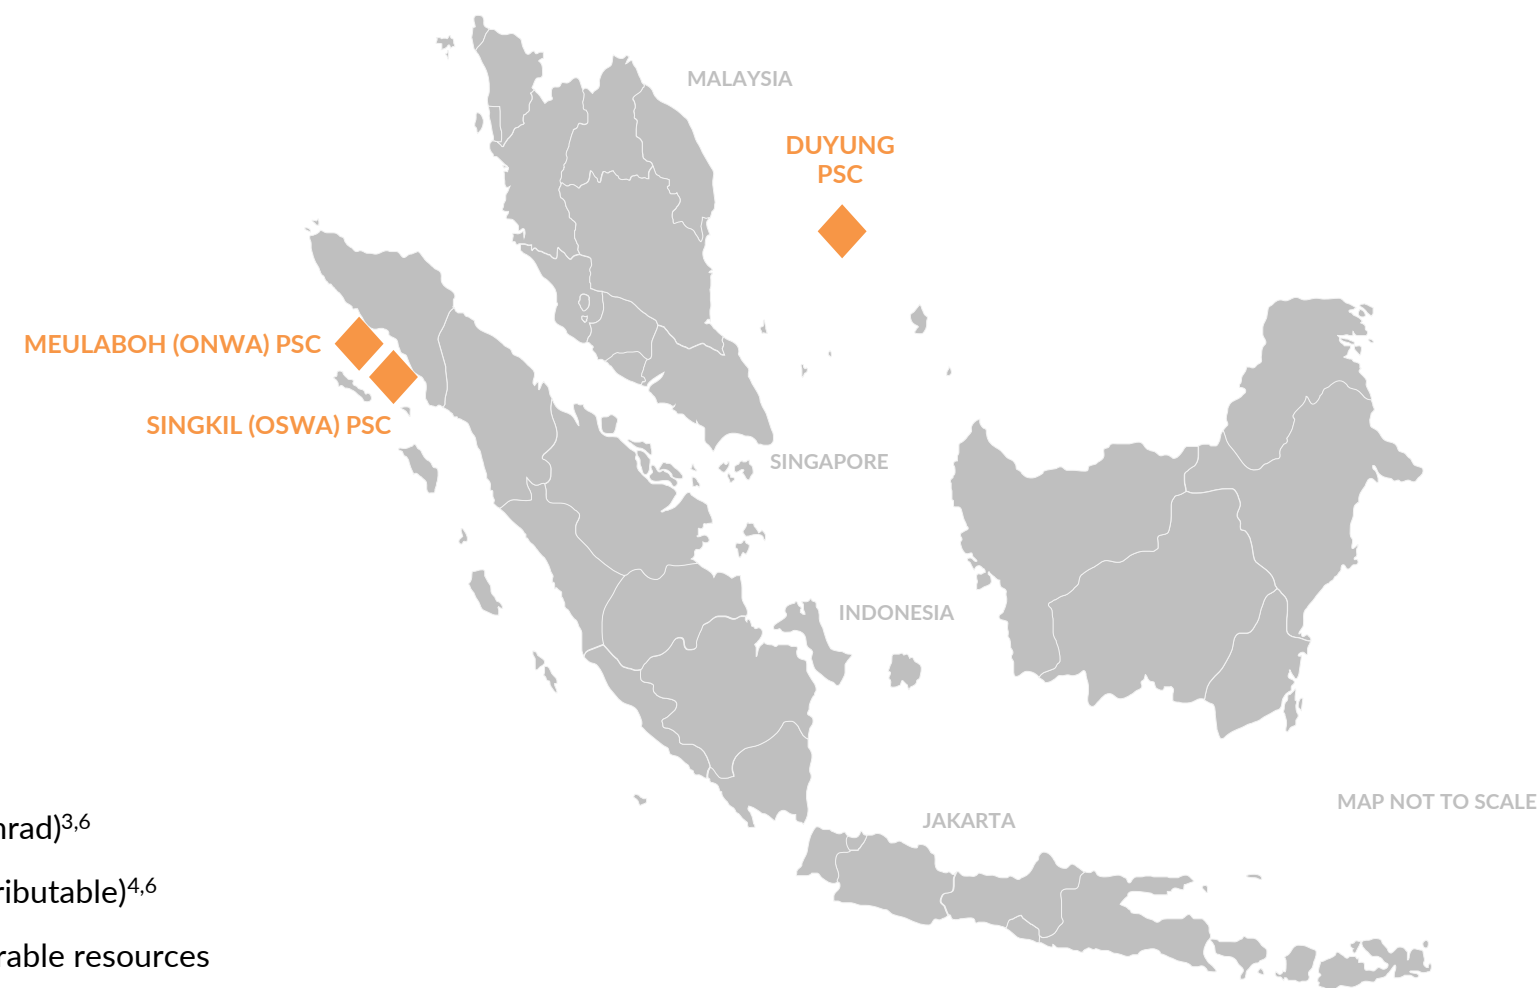 MALAYSIA
DUYUNG
PSC
MEULABOH (ONWA) PSC
SINGKIL (OSWA) PSC
SINGAPORE
INDONESIA
MAP NOT TO SCALE
JAKARTA
nrad)3,6
ributable)4,6
rable resources